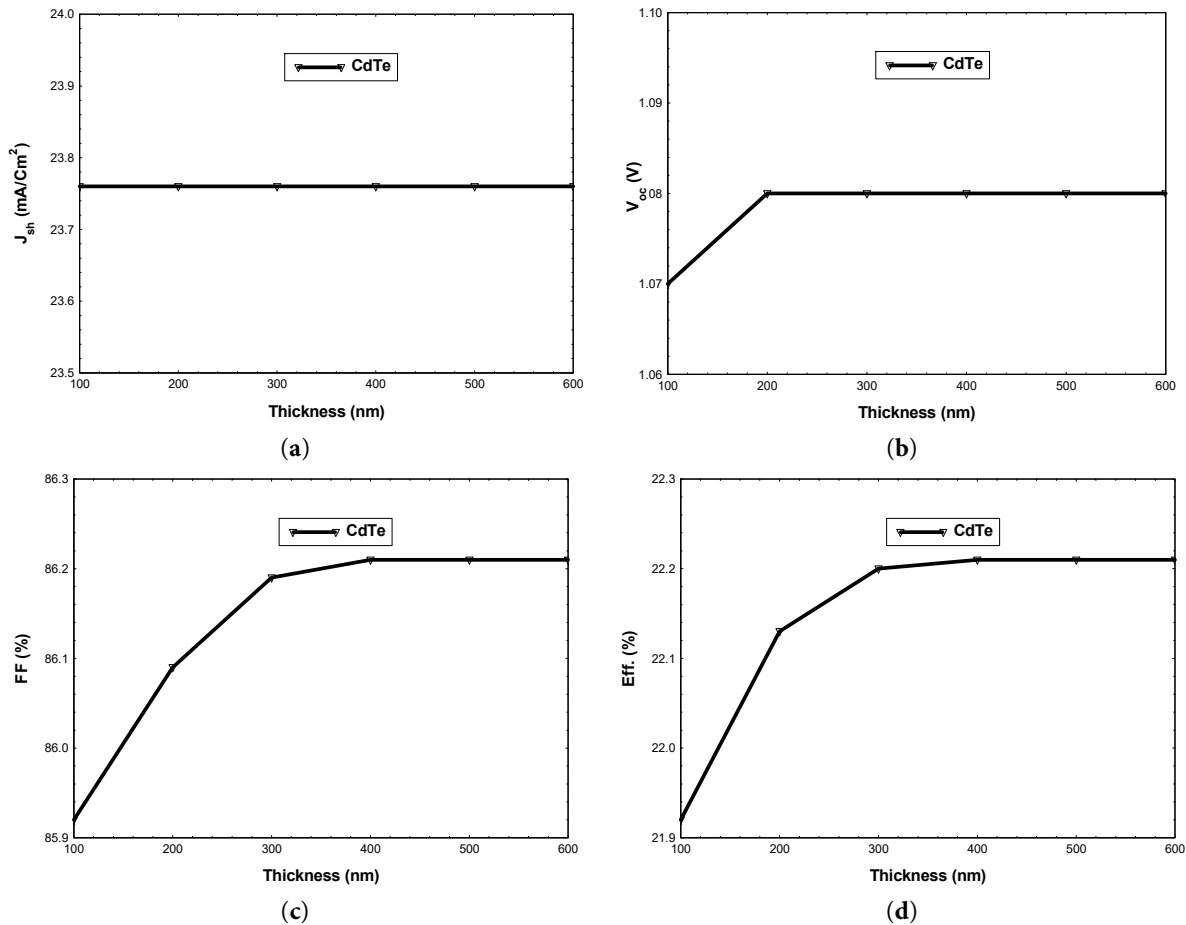 24.0
23.9
23.8
23.7
23.6
23.5
J_sh (mA/Cm²)
CdTe
100 200 300 400 500 600
Thickness (nm)
(a)
1.10
1.09
1.08
1.07
1.06
V_oc (V)
CdTe
100 200 300 400 500 600
Thickness (nm)
(b)
86.3
86.2
86.1
86.0
85.9
FF (%)
CdTe
100 200 300 400 500 600
Thickness (nm)
(c)
22.3
22.2
22.1
22.0
21.9
Eff. (%)
CdTe
100 200 300 400 500 600
Thickness (nm)
(d)